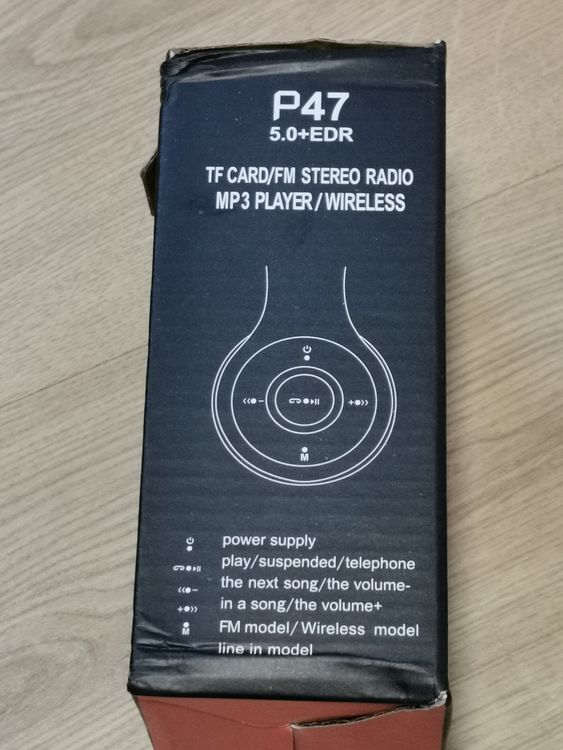 P47
5.0+EDR
TF CARD/FM STEREO RADIO
MP3 PLAYER/WIRELESS
M
power supply
play/suspended/telephone
the next song/the volume-
in a song/the volume+
M FM model/Wireless model
line in model